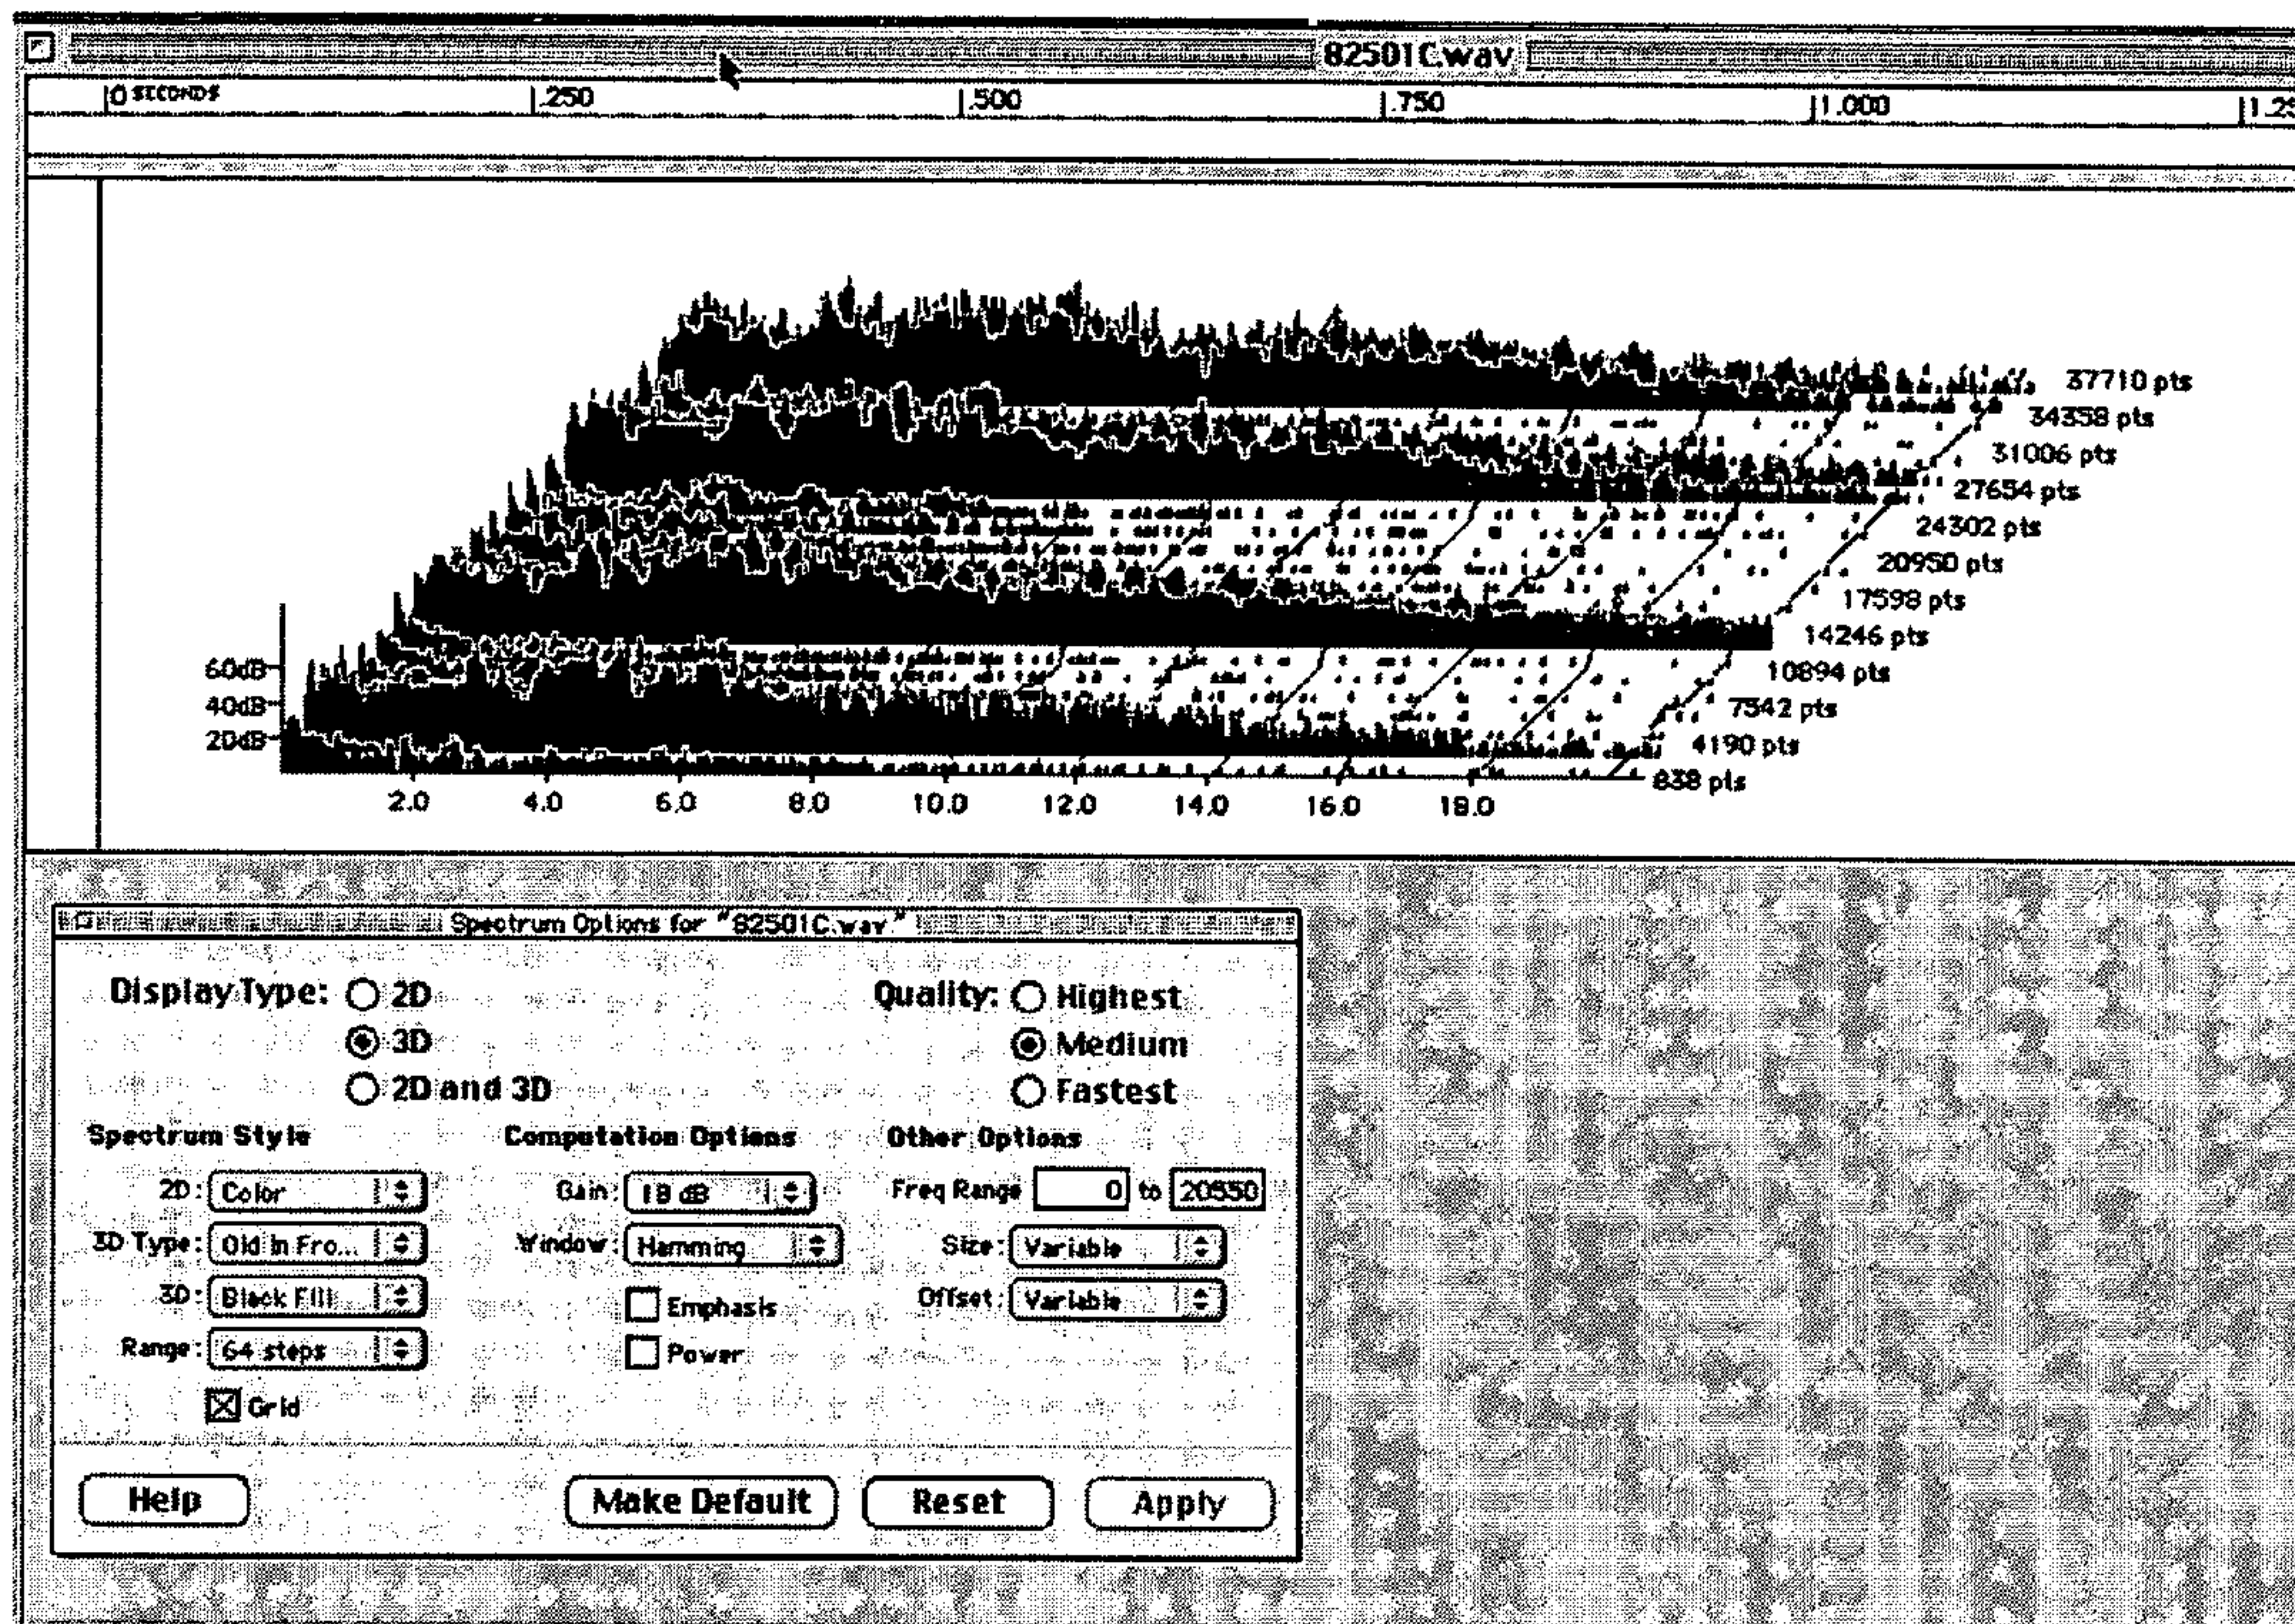 82501C.wav
0 SECONDS .250 .500 .750 1.000 1.25
37710 pts
34358 pts
31006 pts
27654 pts
24302 pts
20950 pts
17598 pts
14246 pts
10894 pts
7542 pts
4190 pts
838 pts
60dB
40dB
20dB
2.0 4.0 6.0 8.0 10.0 12.0 14.0 16.0 18.0
Spectrum Options for "82501C.wav"
Display Type: 2D Quality: Highest
3D Medium
2D and 3D Fastest
Spectrum Style Computation Options Other Options
2D: Color Gain: 18 dB Freq Range 0 to 20550
3D Type: Old in Fro... Window: Hamming Size: Variable
3D: Black Fill Emphasis Offset: Variable
Range: 64 steps Power
Grid
Help Make Default Reset Apply